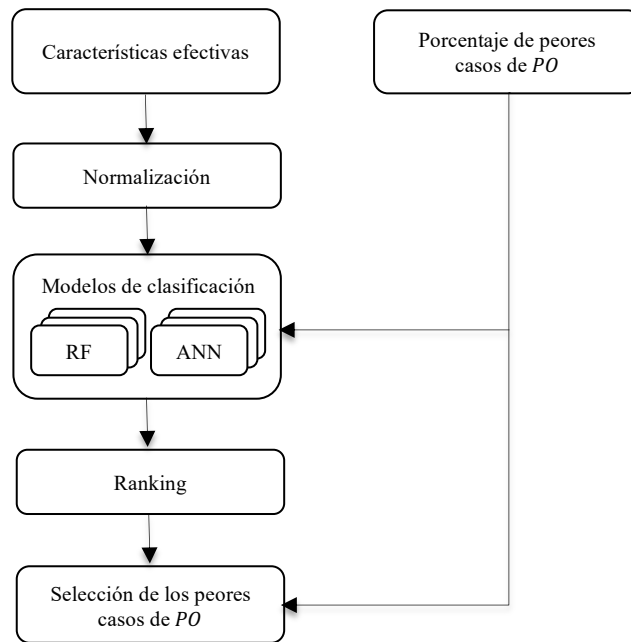 Características efectivas
Porcentaje de peores
casos de PO
Normalización
Modelos de clasificación
RF
ANN
Ranking
Selección de los peores
casos de PO